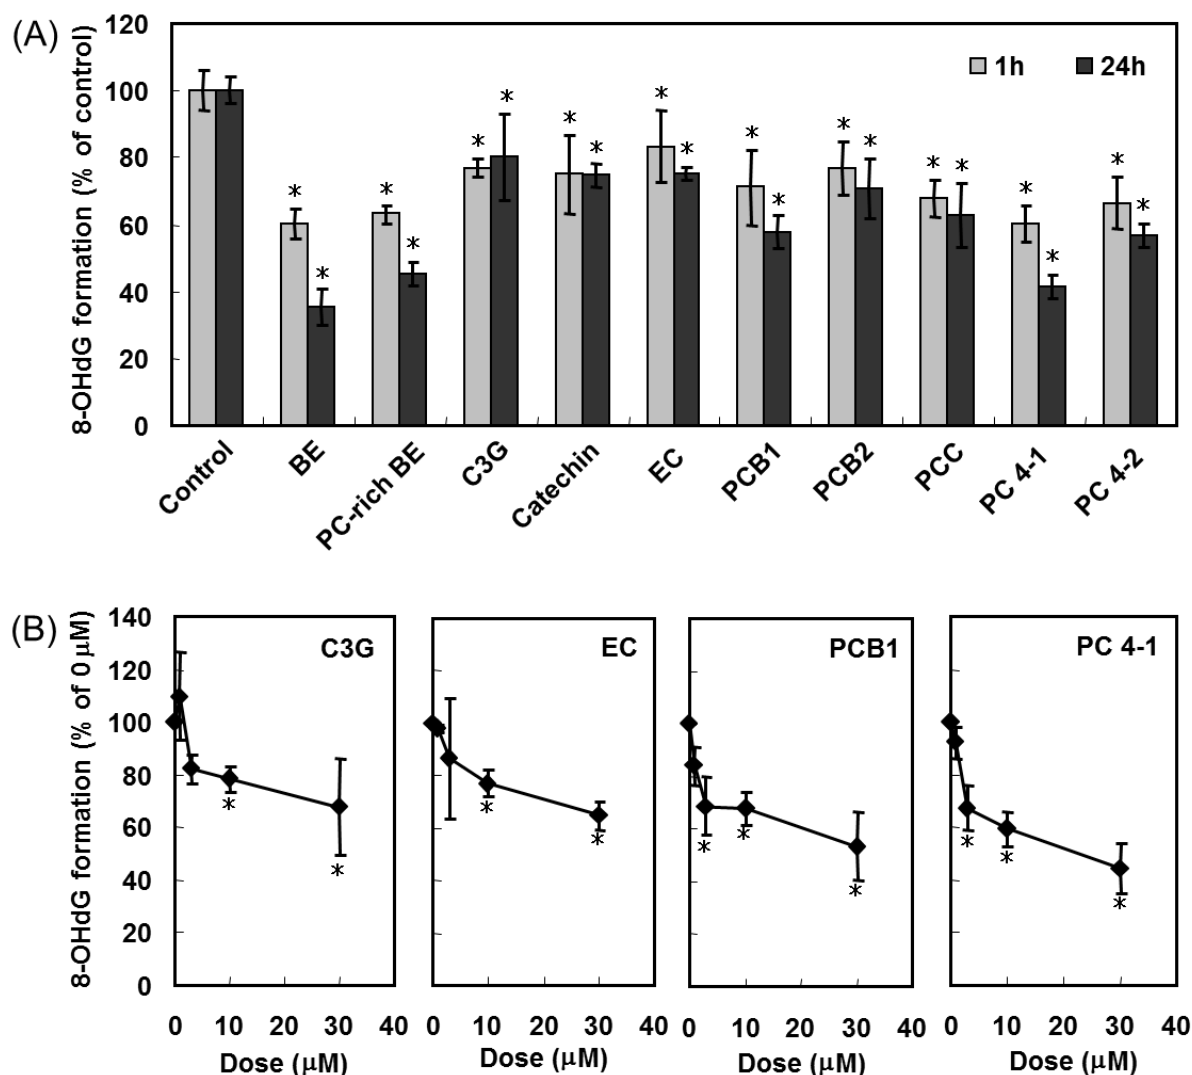 (A)
8-OHdG formation (% of control)
120
100
80
60
40
20
0
1h 24h
* * * * * * * * * * * * * * * * * * * *
Control BE PC-rich BE C3G Catechin EC PCB1 PCB2 PCC PC 4-1 PC 4-2
(B)
8-OHdG formation (% of 0 μM)
140
120
100
80
60
40
20
0
C3G EC PCB1 PC 4-1
* * * * * * * * * *
0 10 20 30 40 0 10 20 30 40 0 10 20 30 40 0 10 20 30 40
Dose (μM) Dose (μM) Dose (μM) Dose (μM)